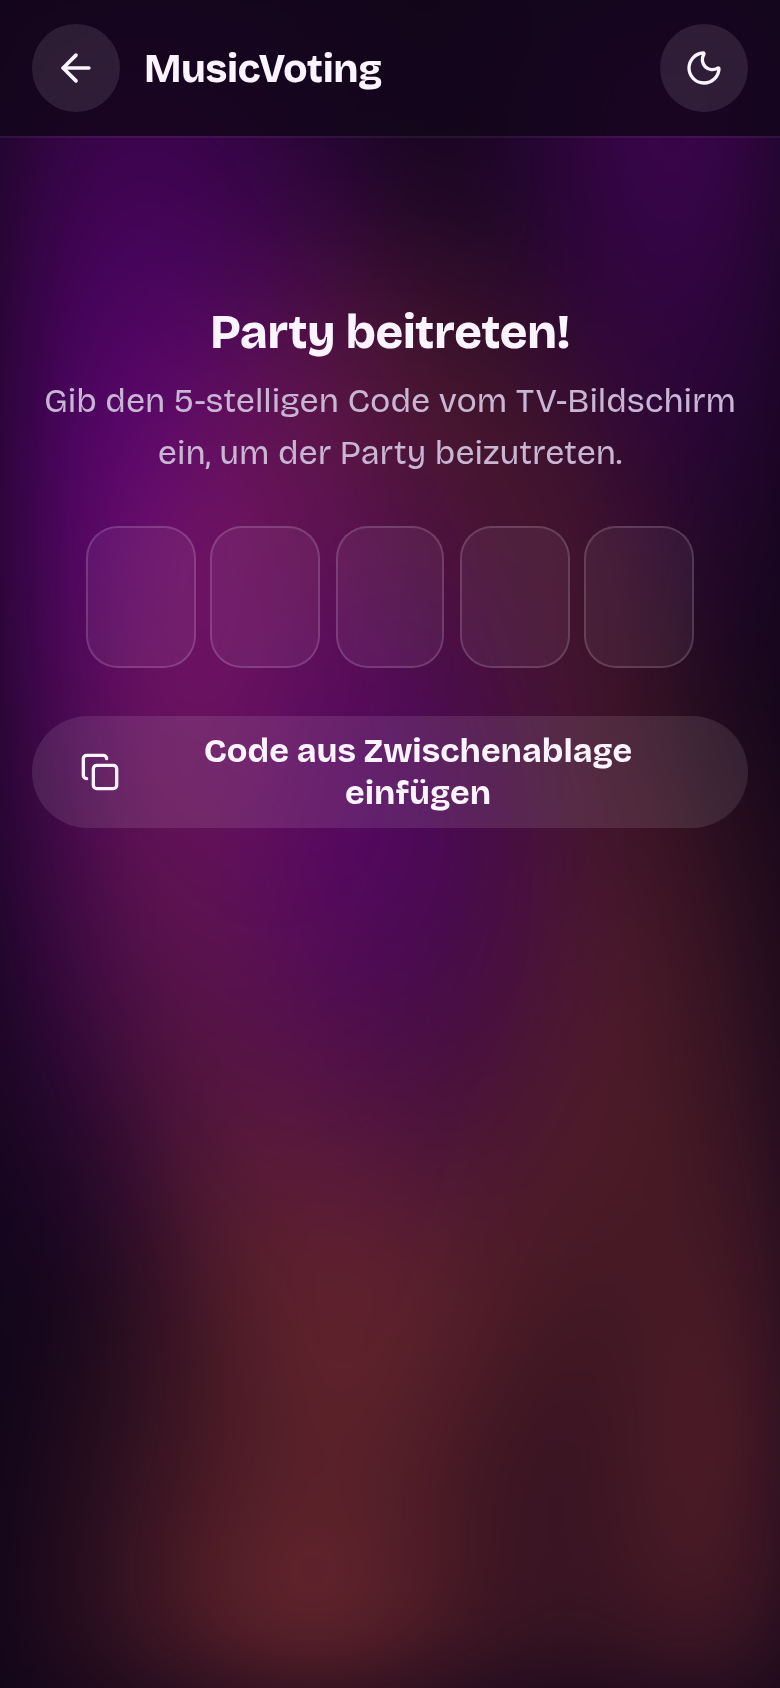 MusicVoting
Party beitreten!
Gib den 5-stelligen Code vom TV-Bildschirm
ein, um der Party beizutreten.
Code aus Zwischenablage
einfügen